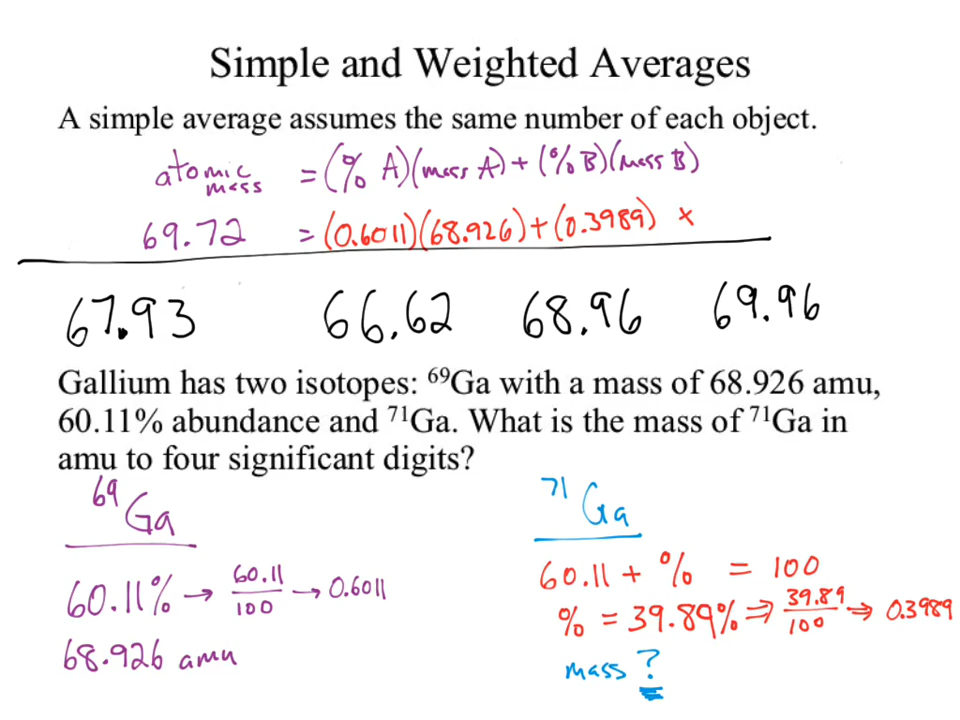 Simple and Weighted Averages
A simple average assumes the same number of each object.
atomic mass = (% A)(mass A) + (% B)(mass B)
69.72 = (0.6011)(68.926) + (0.3989) x
67.93 66.62 68.96 69.96
Gallium has two isotopes: ⁶⁹Ga with a mass of 68.926 amu,
60.11% abundance and ⁷¹Ga. What is the mass of ⁷¹Ga in
amu to four significant digits?
⁶⁹Ga ⁷¹Ga
60.11% → 60.11/100 → 0.6011 60.11 + % = 100
% = 39.89% ⇒ 39.89/100 ⇒ 0.3989
68.926 amu mass ?